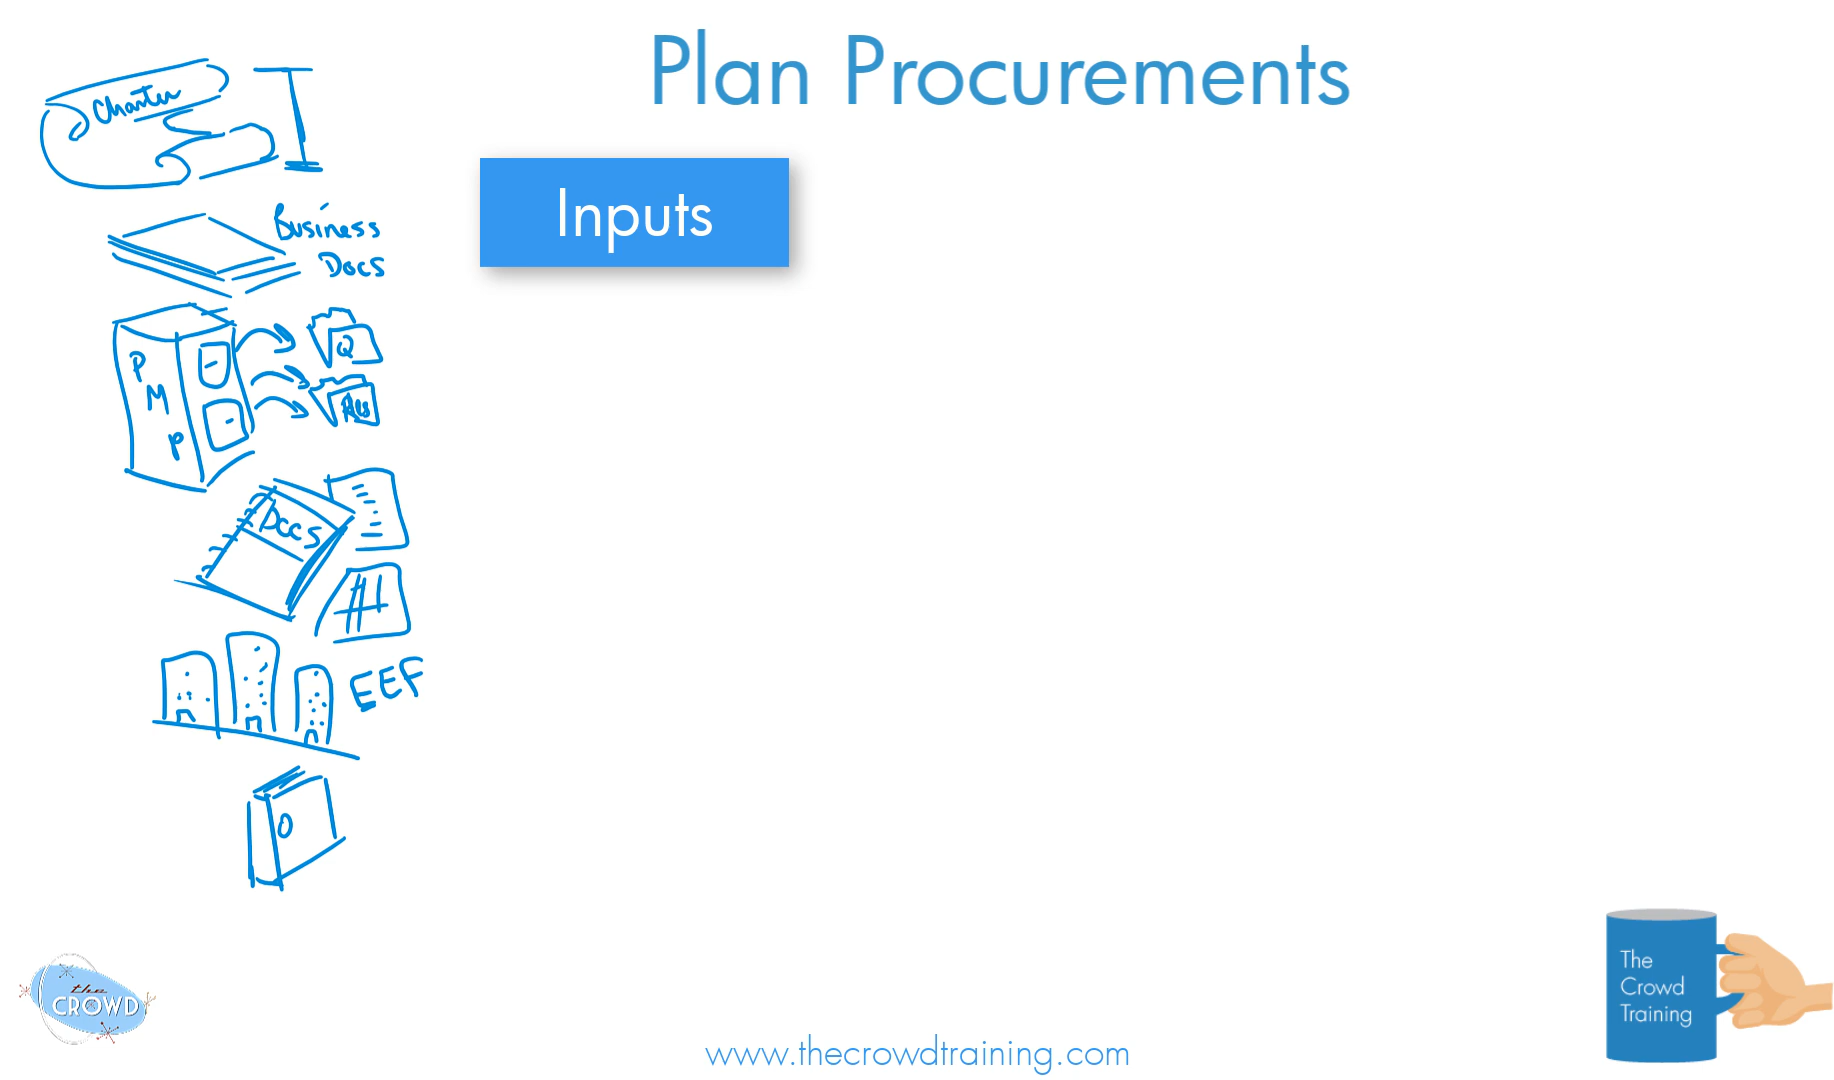 Plan Procurements
Charter
Inputs
Business
Docs
P
M
P
Q
Docs
EEF
O
the
CROWD
The
Crowd
Training
www.thecrowdtraining.com